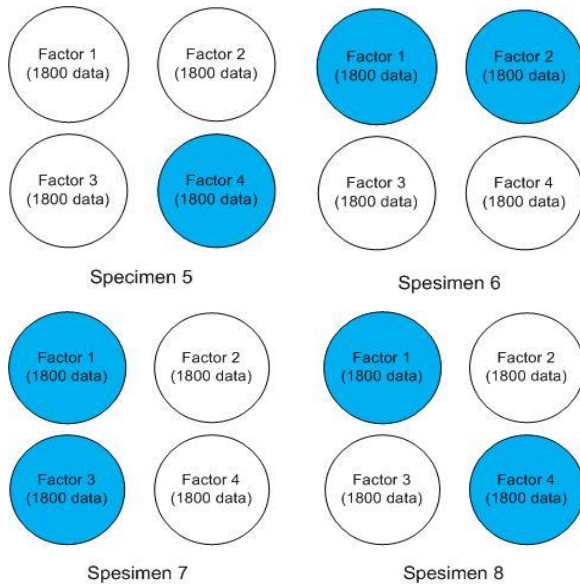 Factor 1
(1800 data)
Factor 2
(1800 data)
Factor 3
(1800 data)
Factor 4
(1800 data)
Specimen 5
Factor 1
(1800 data)
Factor 2
(1800 data)
Factor 3
(1800 data)
Factor 4
(1800 data)
Spesimen 6
Factor 1
(1800 data)
Factor 2
(1800 data)
Factor 3
(1800 data)
Factor 4
(1800 data)
Spesimen 7
Factor 1
(1800 data)
Factor 2
(1800 data)
Factor 3
(1800 data)
Factor 4
(1800 data)
Spesimen 8